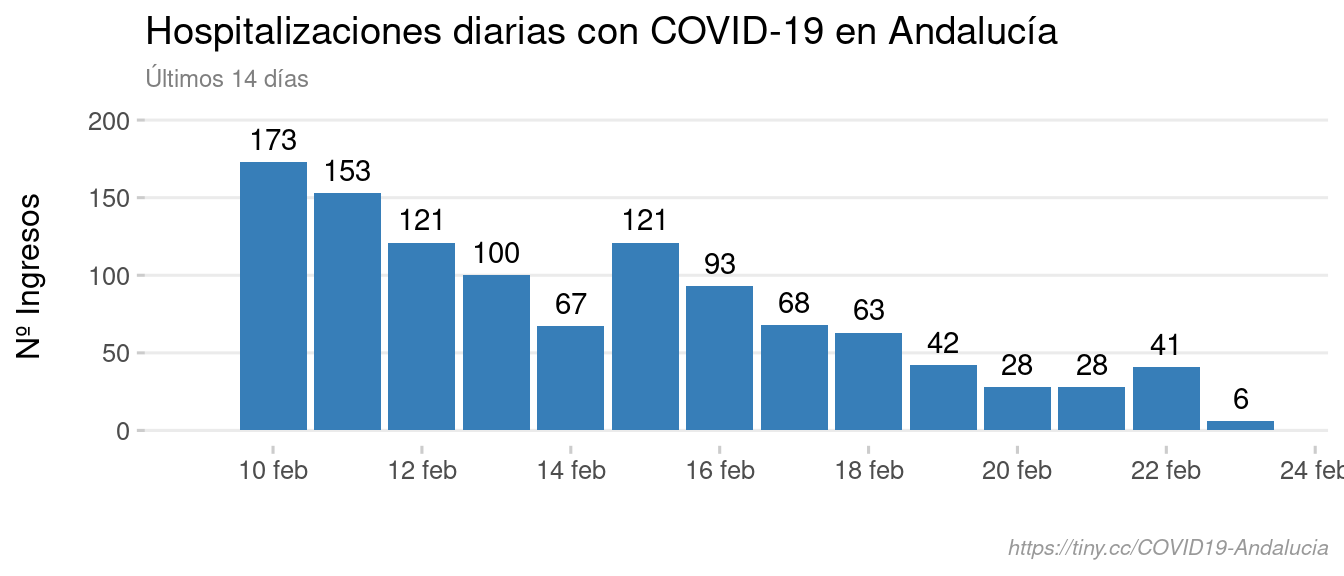 Hospitalizaciones diarias con COVID-19 en Andalucía
Últimos 14 días
Nº Ingresos
200
150
100
50
0
173
153
121
100
67
121
93
68
63
42
28
28
41
6
10 feb
12 feb
14 feb
16 feb
18 feb
20 feb
22 feb
24 feb
https://tiny.cc/COVID19-Andalucia